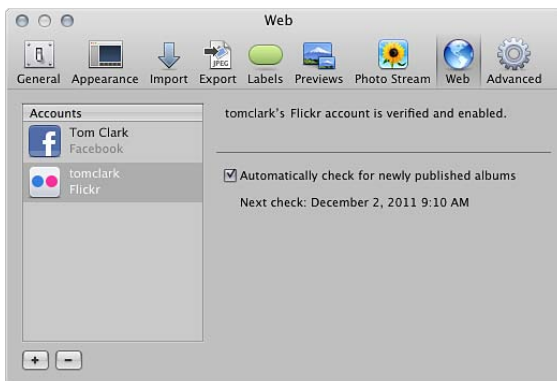 Web
General Appearance Import Export Labels Previews Photo Stream Web Advanced
JPEG
Accounts
Tom Clark
Facebook
tomclark
Flickr
tomclark's Flickr account is verified and enabled.
Automatically check for newly published albums
Next check: December 2, 2011 9:10 AM